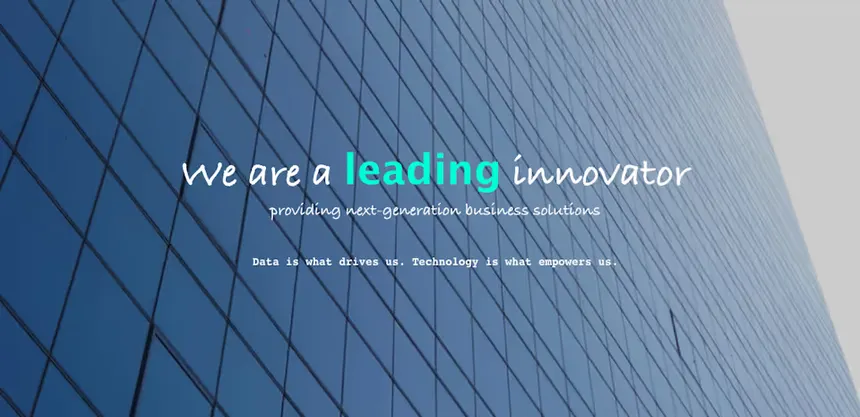 We are a leading innovator
providing next-generation business solutions
Data is what drives us. Technology is what empowers us.